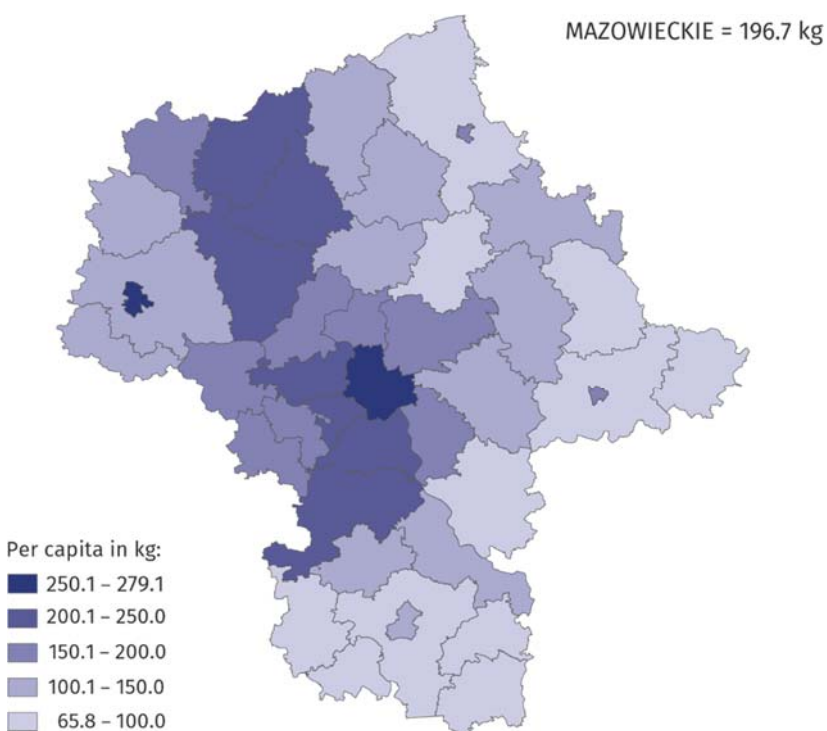 MAZOWIECKIE = 196.7 kg
Per capita in kg:
250.1 – 279.1
200.1 – 250.0
150.1 – 200.0
100.1 – 150.0
65.8 – 100.0